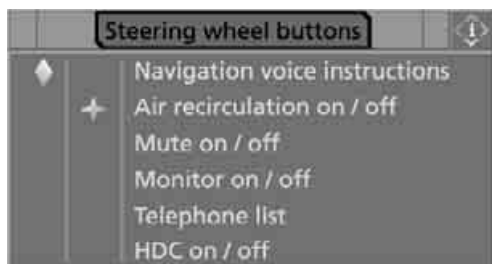 Steering wheel buttons
Navigation voice instructions
Air recirculation on / off
Mute on / off
Monitor on / off
Telephone list
HDC on / off